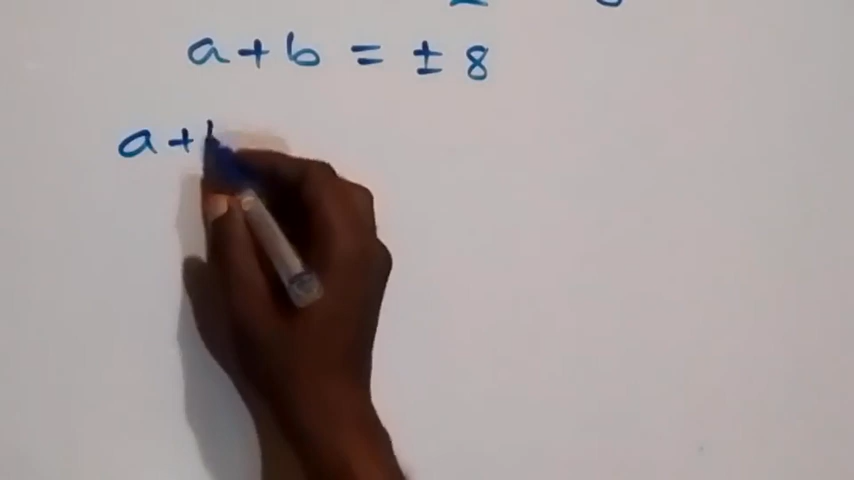 a + b = ± 8
a +